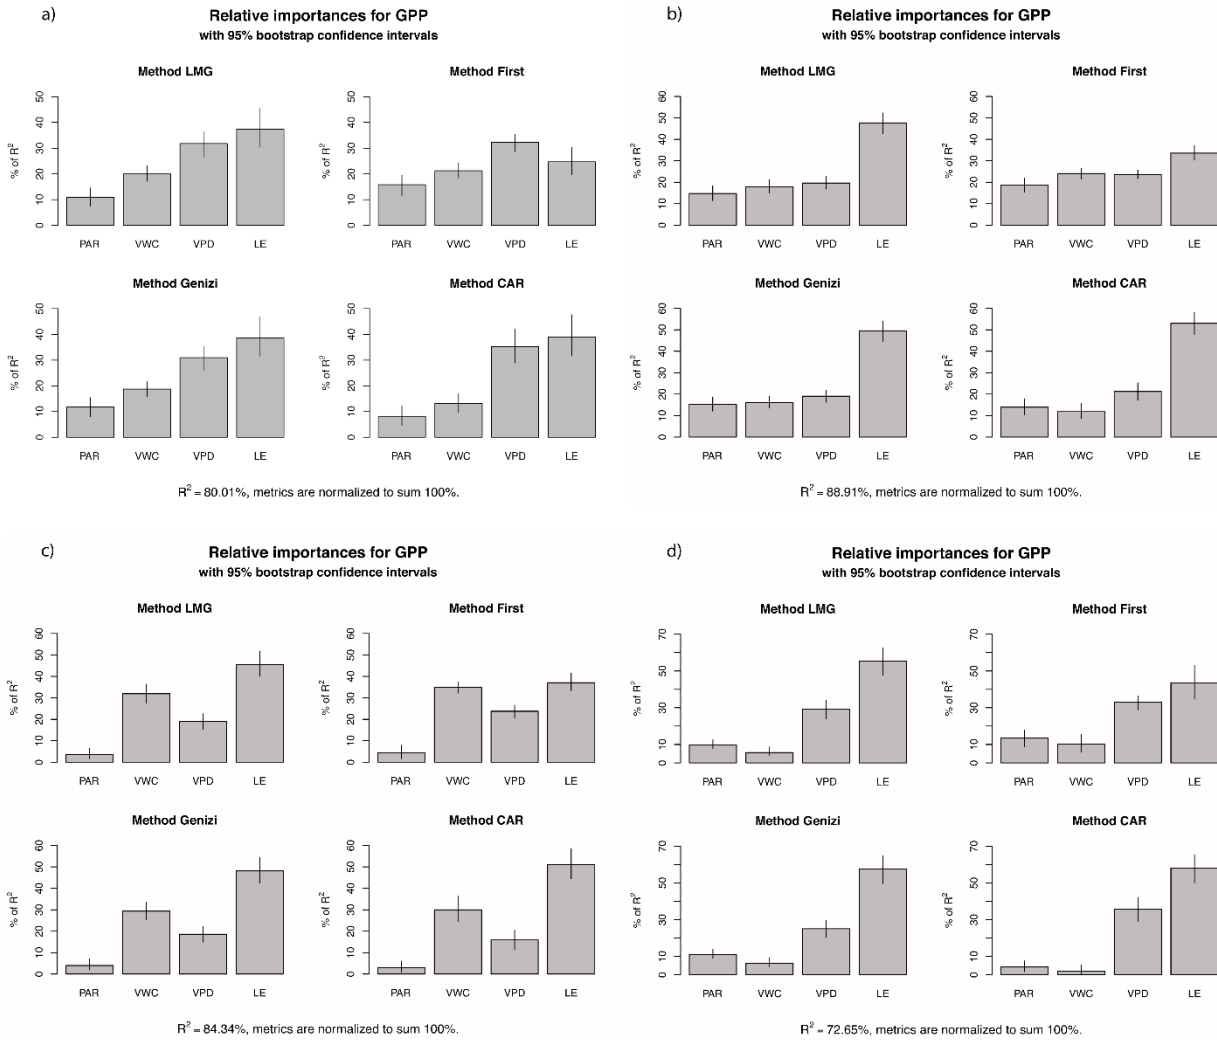 a)
Relative importances for GPP
with 95% bootstrap confidence intervals
Method LMG
% of R²
0 10 20 30 40 50
PAR VWC VPD LE
Method First
% of R²
0 10 20 30 40 50
PAR VWC VPD LE
Method Genizi
% of R²
0 10 20 30 40 50
PAR VWC VPD LE
Method CAR
% of R²
0 10 20 30 40 50
PAR VWC VPD LE
R² = 80.01%, metrics are normalized to sum 100%.
b)
Relative importances for GPP
with 95% bootstrap confidence intervals
Method LMG
% of R²
0 10 20 30 40 50 60
PAR VWC VPD LE
Method First
% of R²
0 10 20 30 40 50 60
PAR VWC VPD LE
Method Genizi
% of R²
0 10 20 30 40 50 60
PAR VWC VPD LE
Method CAR
% of R²
0 10 20 30 40 50 60
PAR VWC VPD LE
R² = 88.91%, metrics are normalized to sum 100%.
c)
Relative importances for GPP
with 95% bootstrap confidence intervals
Method LMG
% of R²
0 10 20 30 40 50 60
PAR VWC VPD LE
Method First
% of R²
0 10 20 30 40 50 60
PAR VWC VPD LE
Method Genizi
% of R²
0 10 20 30 40 50 60
PAR VWC VPD LE
Method CAR
% of R²
0 10 20 30 40 50 60
PAR VWC VPD LE
R² = 84.34%, metrics are normalized to sum 100%.
d)
Relative importances for GPP
with 95% bootstrap confidence intervals
Method LMG
% of R²
0 10 30 50 70
PAR VWC VPD LE
Method First
% of R²
0 10 30 50 70
PAR VWC VPD LE
Method Genizi
% of R²
0 10 30 50 70
PAR VWC VPD LE
Method CAR
% of R²
0 10 30 50 70
PAR VWC VPD LE
R² = 72.65%, metrics are normalized to sum 100%.